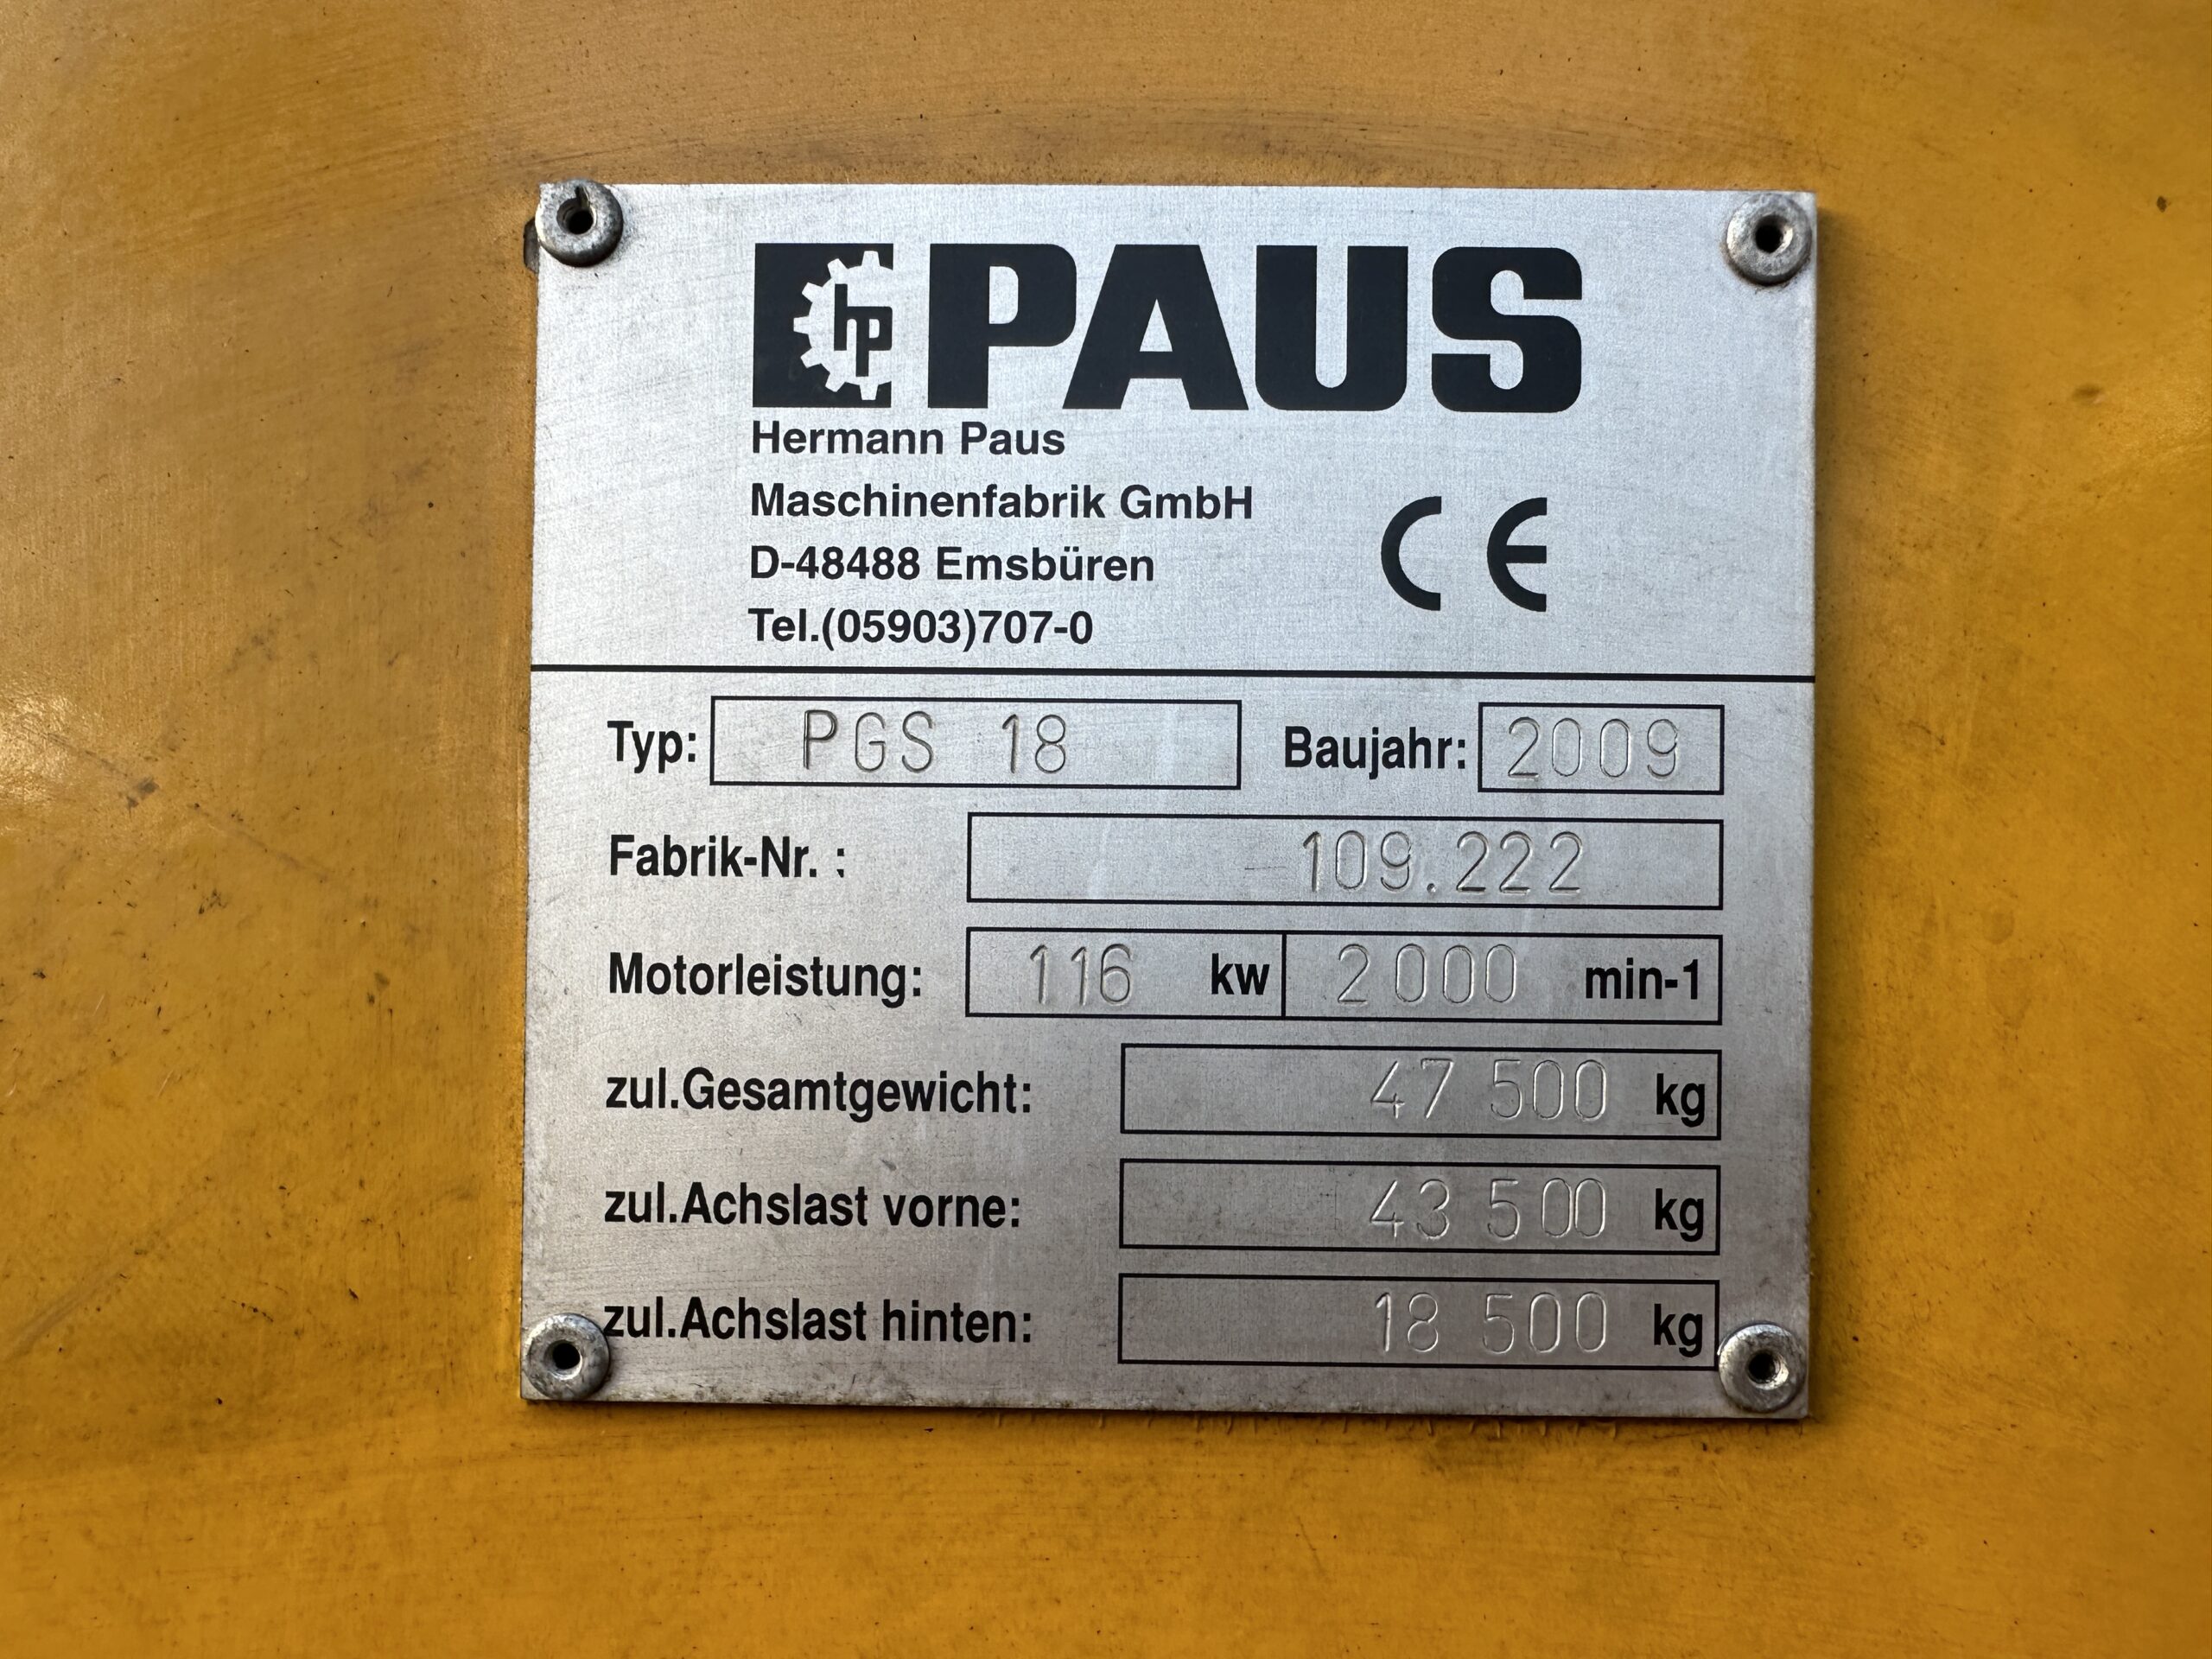 hp PAUS
Hermann Paus
Maschinenfabrik GmbH
D-48488 Emsbüren
Tel.(05903)707-0
CE
Typ: PGS 18 Baujahr: 2009
Fabrik-Nr. : 109.222
Motorleistung: 116 kw 2000 min-1
zul.Gesamtgewicht: 47 500 kg
zul.Achslast vorne: 43 500 kg
zul.Achslast hinten: 18 500 kg